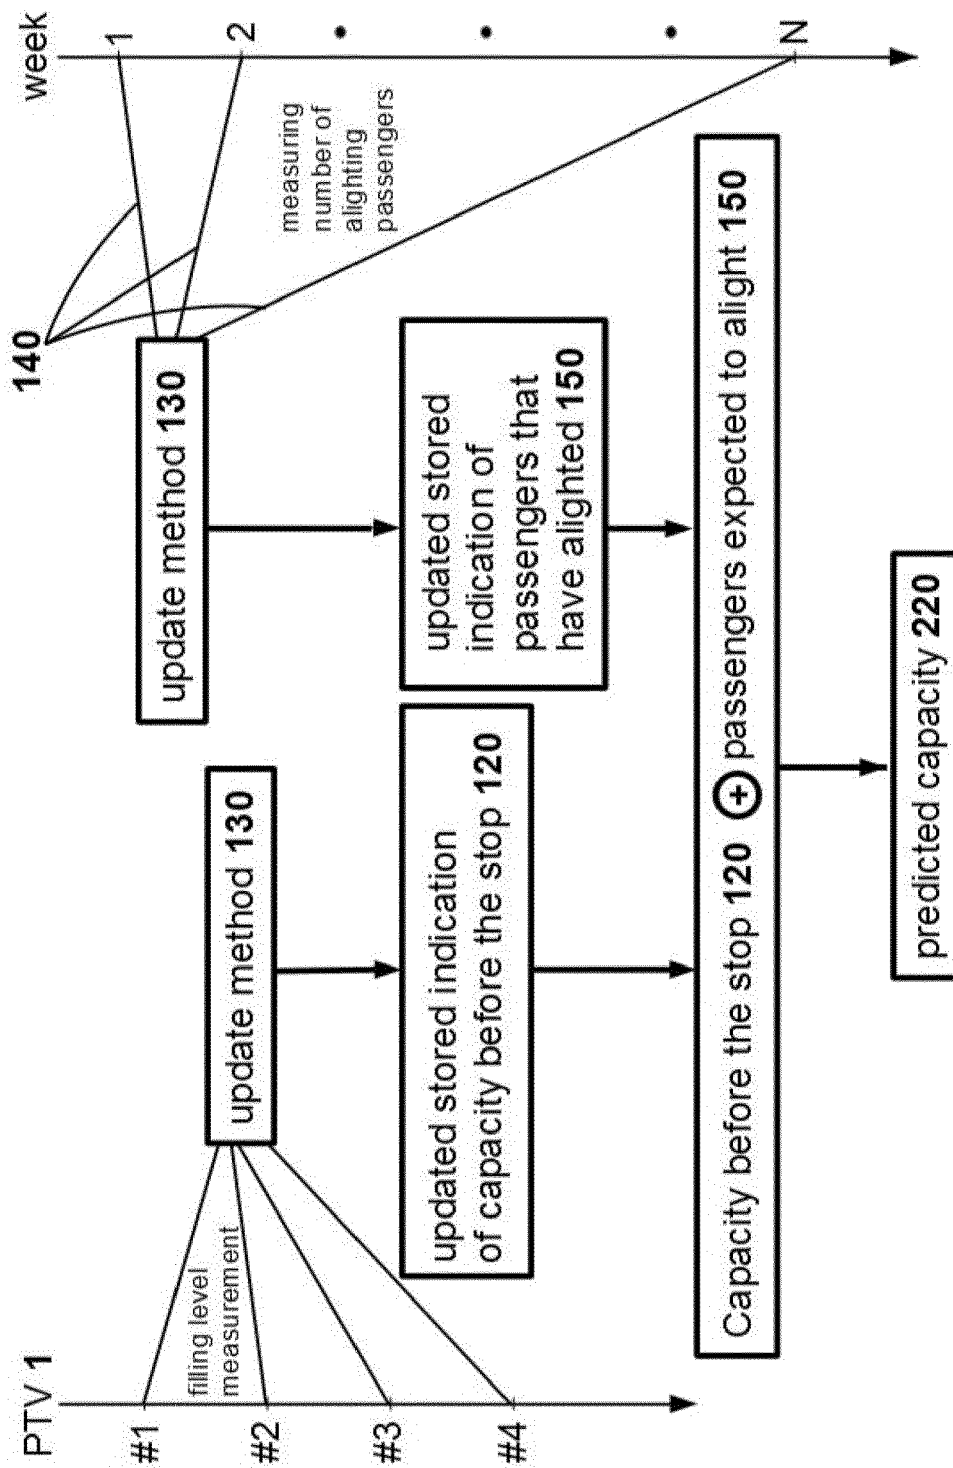 PTV 1
#1
#2
#3
#4
filling level
measurement
update method 130
updated stored indication
of capacity before the stop 120
140
update method 130
week
1
2
N
measuring
number of
alighting
passengers
updated stored
indication of
passengers that
have alighted 150
Capacity before the stop 120 + passengers expected to alight 150
predicted capacity 220